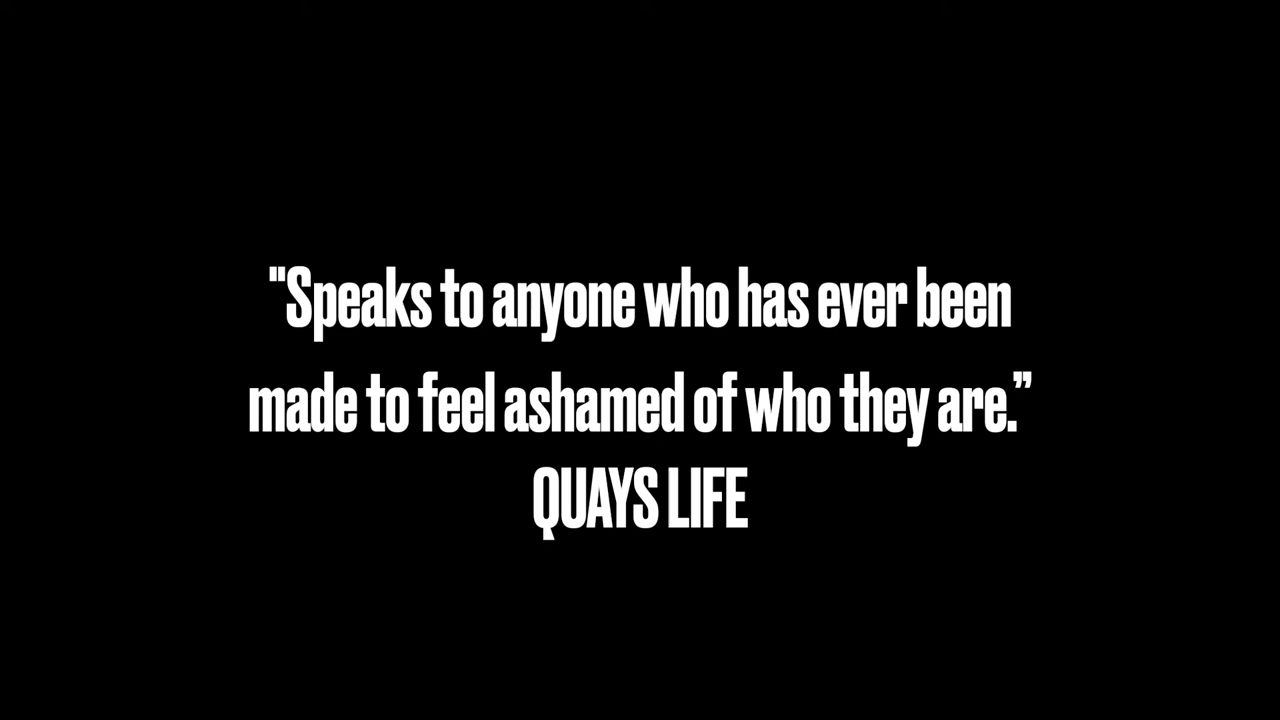 "Speaks to anyone who has ever been
made to feel ashamed of who they are.”
QUAYS LIFE